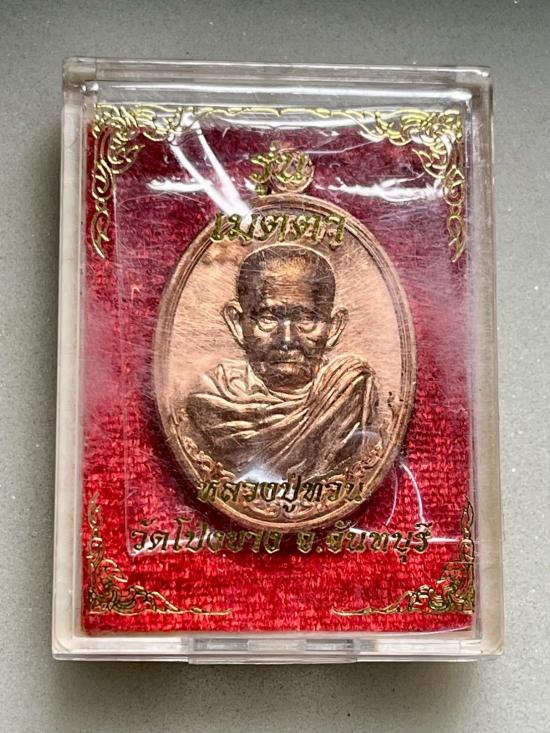 รุ่น
เมตตา
หลวงปู่หวั่น
วัดโป่งยาง จ.จันทบุรี